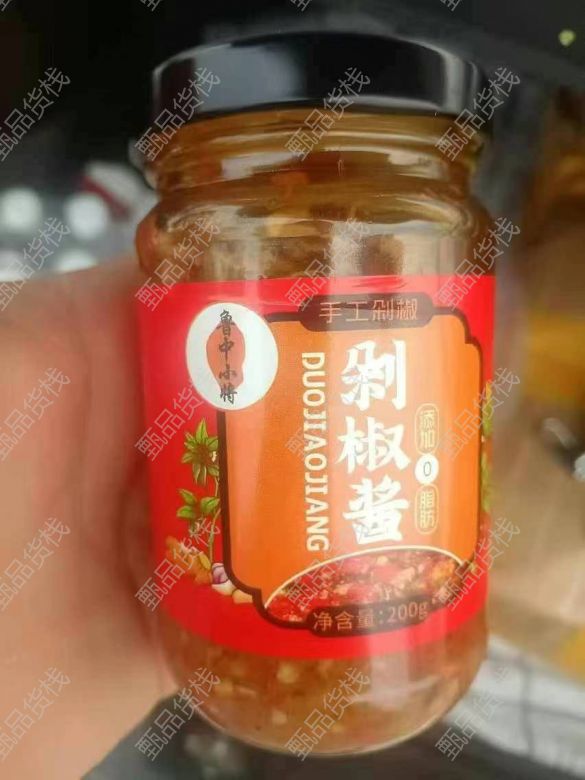 手工剁椒
鲁中小将
剁椒酱
DUOJIAOJIANG
添加
0
脂肪
净含量:200g
甄品货栈